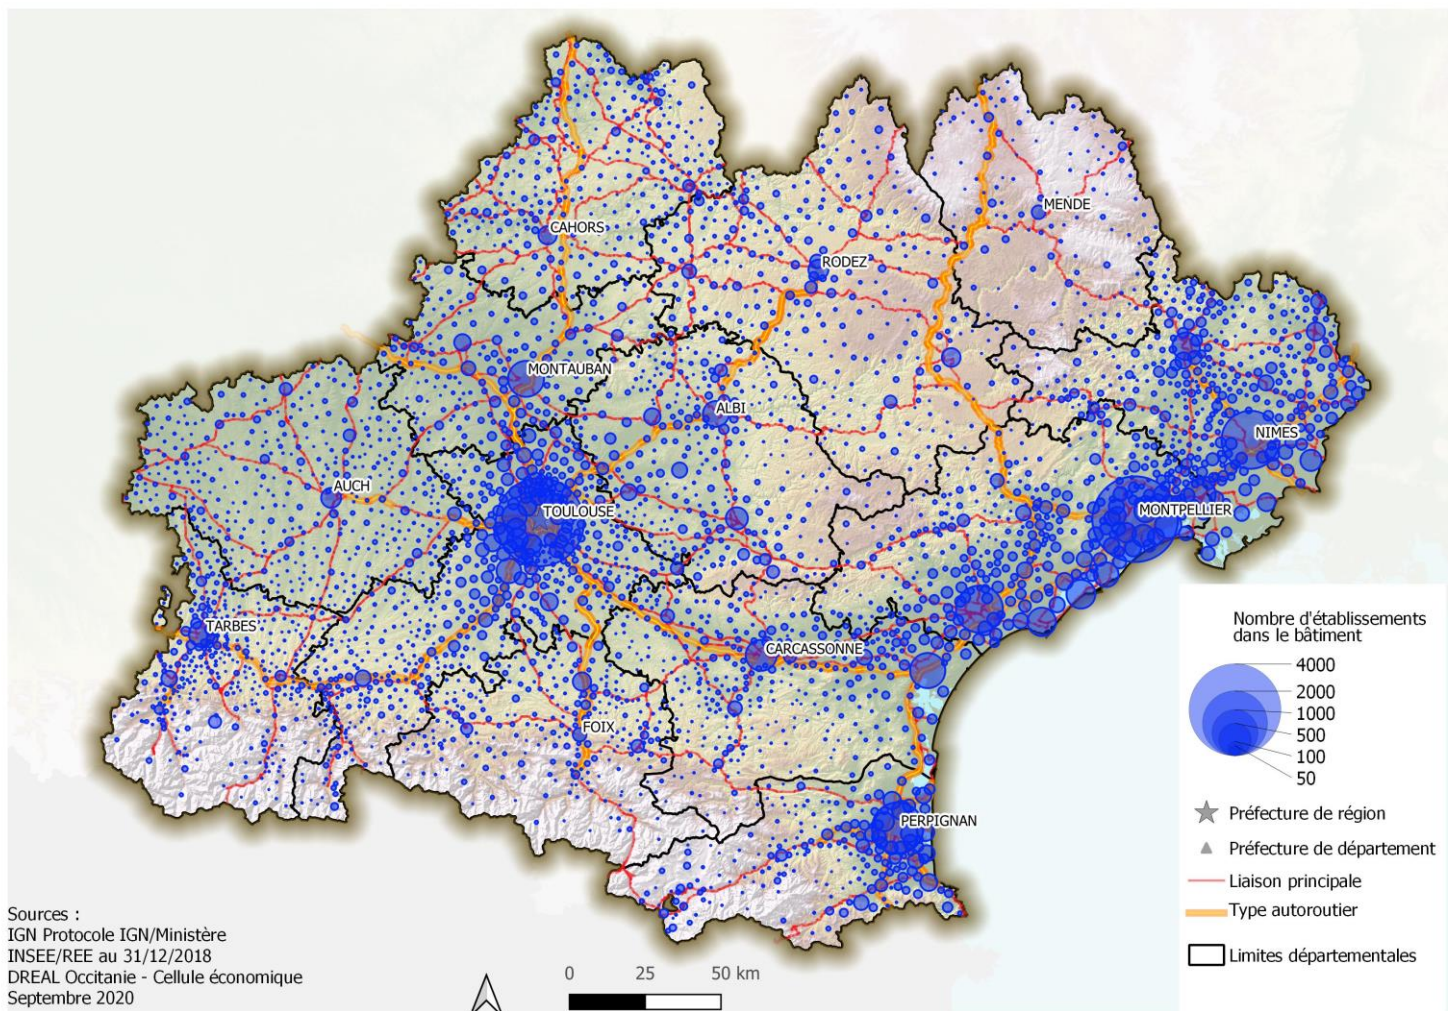 CAHORS
MENDE
RODEZ
MONTAUBAN
ALBI
NIMES
AUCH
TOULOUSE
MONTPELLIER
TARBES
CARCASSONNE
FOIX
PERPIGNAN
Nombre d'établissements
dans le bâtiment
4000
2000
1000
500
100
50
Préfecture de région
Préfecture de département
Liaison principale
Type autoroutier
Limites départementales
Sources :
IGN Protocole IGN/Ministère
INSEE/REE au 31/12/2018
DREAL Occitanie - Cellule économique
Septembre 2020
0 25 50 km